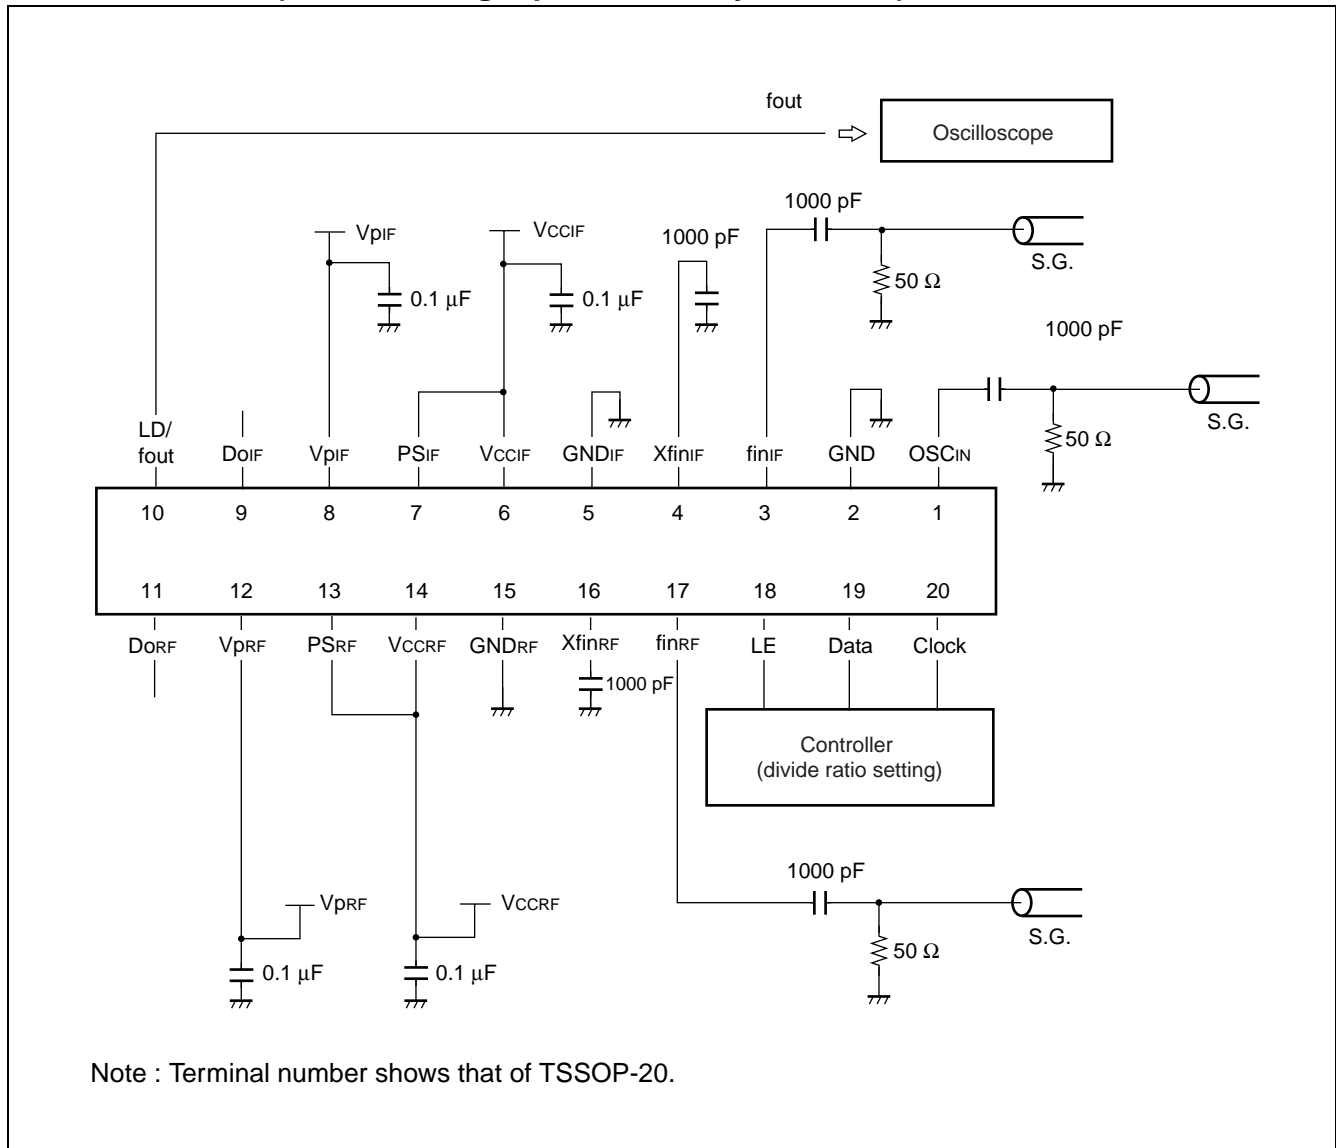 fout
Oscilloscope
1000 pF
VpIF
VCCIF
1000 pF
S.G.
0.1 μF
0.1 μF
50 Ω
1000 pF
S.G.
50 Ω
LD/
fout
DoIF
VpIF
PSIF
VCCIF
GNDIF
XfinIF
finIF
GND
OSCIN
10 9 8 7 6 5 4 3 2 1
11 12 13 14 15 16 17 18 19 20
DoRF
VpRF
PSRF
VCCRF
GNDRF
XfinRF
finRF
LE
Data
Clock
1000 pF
Controller
(divide ratio setting)
1000 pF
VpRF
VCCRF
S.G.
50 Ω
0.1 μF
0.1 μF
Note : Terminal number shows that of TSSOP-20.